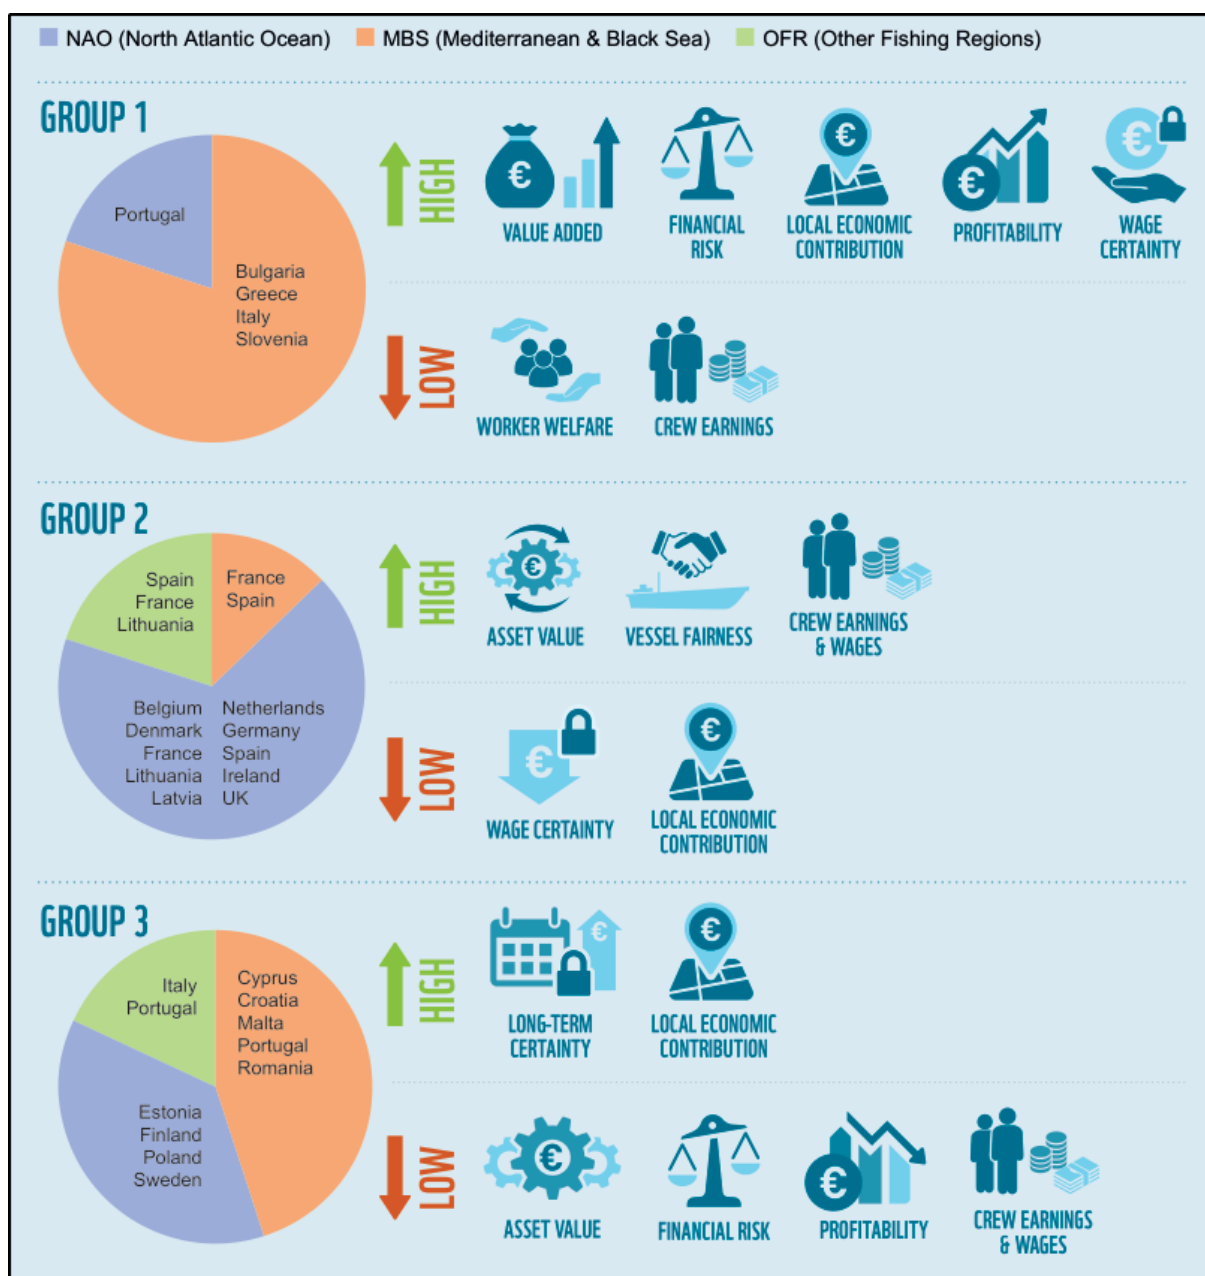 NAO (North Atlantic Ocean) MBS (Mediterranean & Black Sea) OFR (Other Fishing Regions)
GROUP 1
Portugal
Bulgaria
Greece
Italy
Slovenia
HIGH
€
VALUE ADDED
FINANCIAL
RISK
€
LOCAL ECONOMIC
CONTRIBUTION
€
PROFITABILITY
€
WAGE
CERTAINTY
LOW
WORKER WELFARE
CREW EARNINGS
GROUP 2
Spain
France
Lithuania
France
Spain
Belgium
Denmark
France
Lithuania
Latvia
Netherlands
Germany
Spain
Ireland
UK
HIGH
€
ASSET VALUE
VESSEL FAIRNESS
CREW EARNINGS
& WAGES
LOW
€
WAGE CERTAINTY
€
LOCAL ECONOMIC
CONTRIBUTION
GROUP 3
Italy
Portugal
Cyprus
Croatia
Malta
Portugal
Romania
Estonia
Finland
Poland
Sweden
HIGH
€
LONG-TERM
CERTAINTY
€
LOCAL ECONOMIC
CONTRIBUTION
LOW
€
ASSET VALUE
FINANCIAL RISK
€
PROFITABILITY
CREW EARNINGS
& WAGES